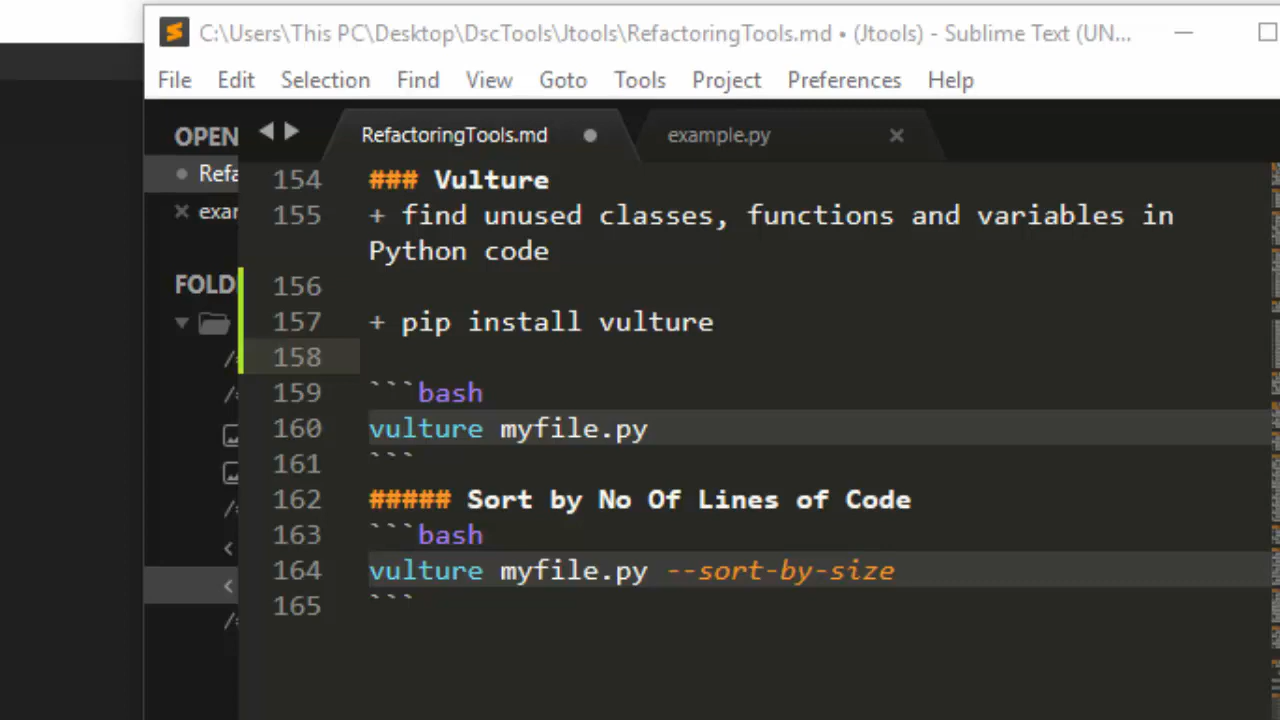 C:\Users\This PC\Desktop\DscTools\Jtools\RefactoringTools.md • (Jtools) - Sublime Text (UN...
File Edit Selection Find View Goto Tools Project Preferences Help
OPEN
RefactoringTools.md
example.py
Refa
exar
FOLD
154 ### Vulture
155 + find unused classes, functions and variables in
Python code
156
157 + pip install vulture
158
159 ```bash
160 vulture myfile.py
161 ```
162 ##### Sort by No Of Lines of Code
163 ```bash
164 vulture myfile.py --sort-by-size
165 ```